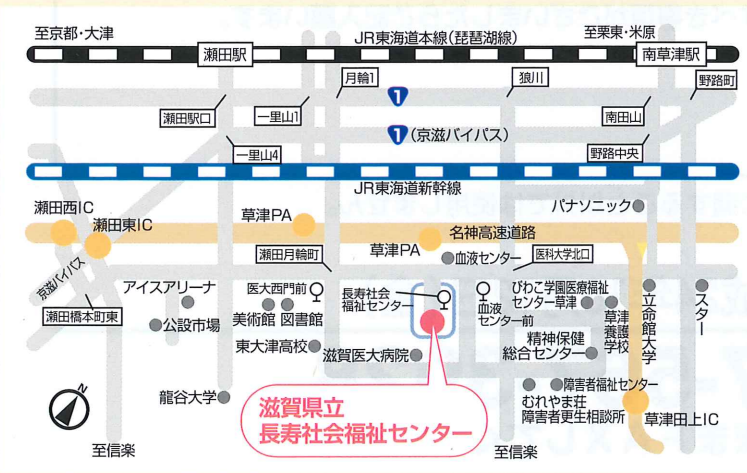 至京都・大津
JR東海道本線(琵琶湖線)
至栗東・米原
瀬田駅
南草津駅
月輪1
狼川
野路町
瀬田駅口
一里山1
1
南田山
一里山4
1
(京滋バイパス)
野路中央
JR東海道新幹線
パナソニック
瀬田西IC
瀬田東IC
草津PA
草津PA
名神高速道路
瀬田月輪町
血液センター
医科大学北口
京滋バイパス
瀬田橋本町東
アイスアリーナ
公設市場
医大西門前
美術館
図書館
長寿社会
福祉センター
血液
センター前
びわこ学園医療福祉
センター草津
草津
養護
学校
立命館大学
スター
東大津高校
滋賀医大病院
精神保健
総合センター
龍谷大学
障害者福祉センター
むれやま荘
障害者更生相談所
草津田上IC
滋賀県立
長寿社会福祉センター
N
至信楽
至信楽